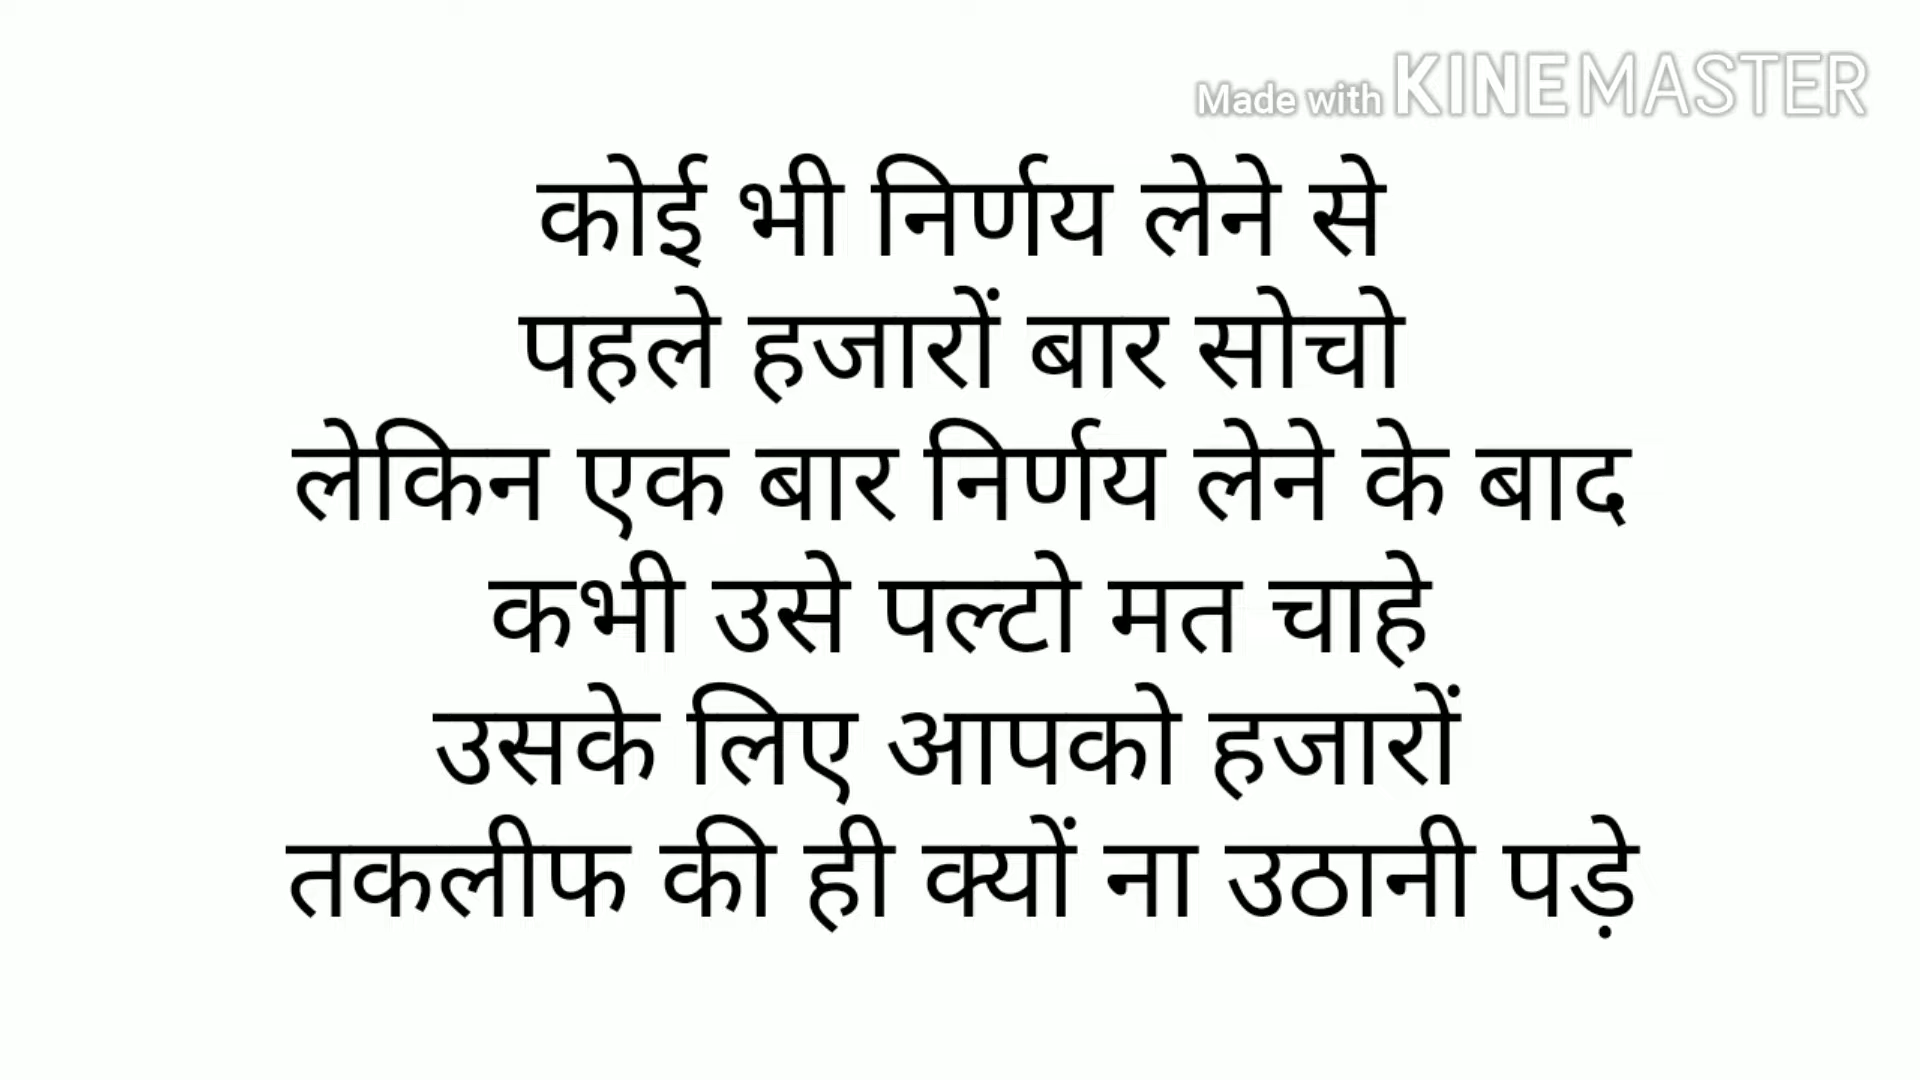 Made with KINEMASTER
कोई भी निर्णय लेने से
पहले हजारों बार सोचो
लेकिन एक बार निर्णय लेने के बाद
कभी उसे पल्टो मत चाहे
उसके लिए आपको हजारों
तकलीफ की ही क्यों ना उठानी पड़े